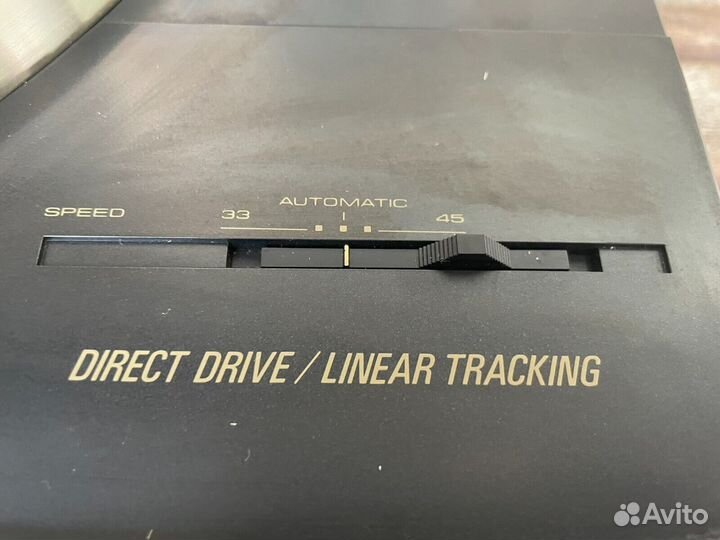 AUTOMATIC
SPEED 33 45
DIRECT DRIVE / LINEAR TRACKING
Avito